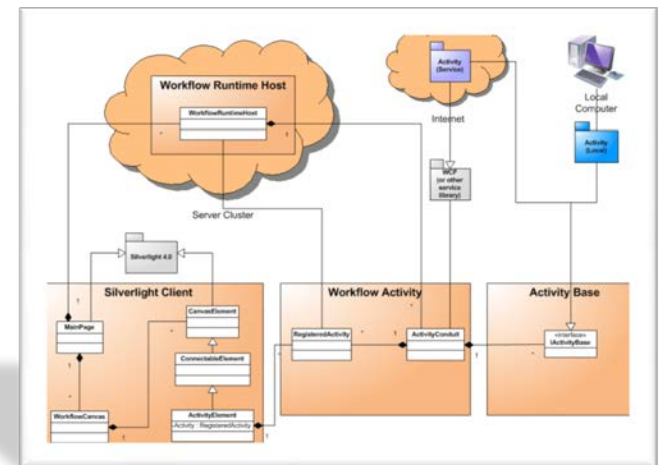 Workflow Runtime Host
WorkflowRuntimeHost
Server Cluster
Activity
(Service)
Internet
Local
Computer
Activity
(Local)
WCF
(or other
service
library)
Silverlight 4.0
Silverlight Client
MainPage
CanvasElement
ConnectableElement
WorkflowCanvas
ActivityElement
-Activity : RegisteredActivity
Workflow Activity
RegisteredActivity
ActivityConduit
Activity Base
«interface»
IActivityBase